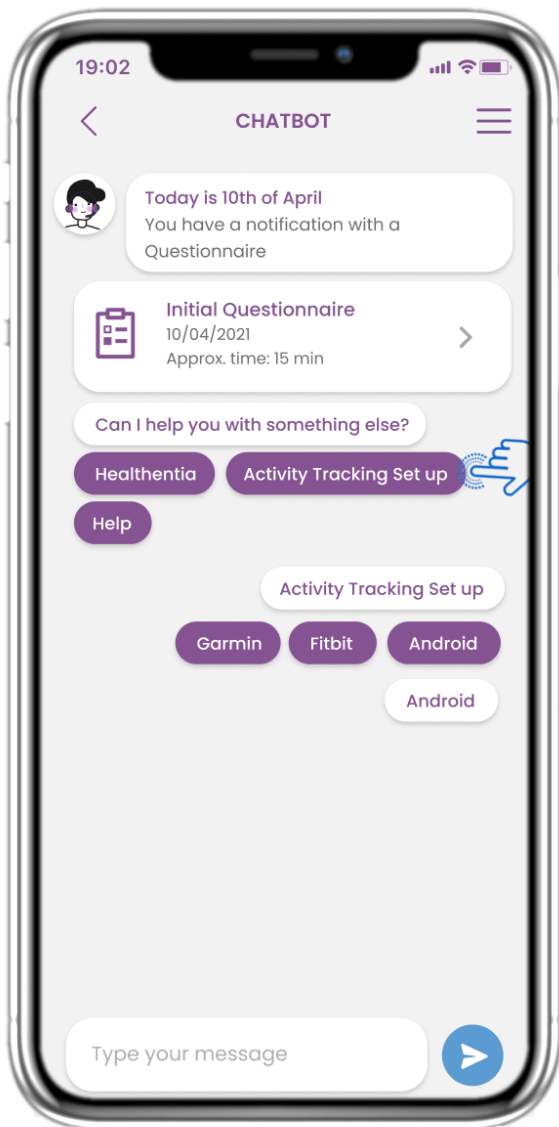 19:02
CHATBOT
Today is 10th of April
You have a notification with a
Questionnaire
Initial Questionnaire
10/04/2021
Approx. time: 15 min
Can I help you with something else?
Healthentia
Activity Tracking Set up
Help
Activity Tracking Set up
Garmin
Fitbit
Android
Android
Type your message